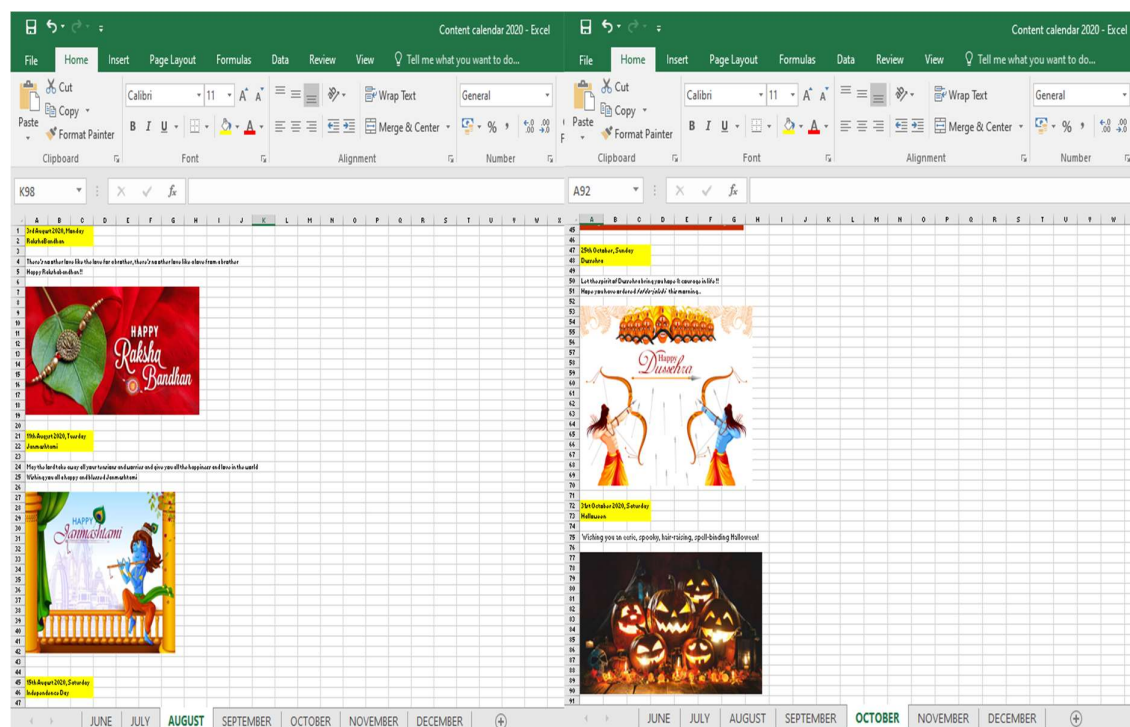 Content calendar 2020 - Excel
File Home Insert Page Layout Formulas Data Review View Tell me what you want to do...
Cut
Copy
Paste
Format Painter
Calibri 11
Wrap Text
Merge & Center
General
Clipboard Font Alignment Number
K98
A B C D E F G H I J K L M N O P Q R S T U V W X
3rd August 2020, Monday
RakshaBandhan
There's no other love like the love for a brother, there's no other love like a love from a brother
Happy Rakshabandhan!!
HAPPY
Raksha
Bandhan
11th August 2020, Tuesday
Janmashtami
May the lord take away all your tensions and worries and give you all the happiness and love in the world
Wishing you all a happy and blessed Janmashtami
HAPPY
Janmashtami
15th August 2020, Saturday
Independence Day
JUNE JULY AUGUST SEPTEMBER OCTOBER NOVEMBER DECEMBER
Content calendar 2020 - Excel
File Home Insert Page Layout Formulas Data Review View Tell me what you want to do...
Cut
Copy
Paste
Format Painter
Calibri 11
Wrap Text
Merge & Center
General
Clipboard Font Alignment Number
A92
A B C D E F G H I J K L M N O P Q R S T U V W
25th October, Sunday
Dussehra
Let the spirit of Dussehra bring you hope & courage in life !!
Hope you have ordered fafda-jalebi this morning..
Happy
Dussehra
31st October 2020, Saturday
Halloween
Wishing you an eerie, spooky, hair-raising, spell-binding Halloween!
JUNE JULY AUGUST SEPTEMBER OCTOBER NOVEMBER DECEMBER